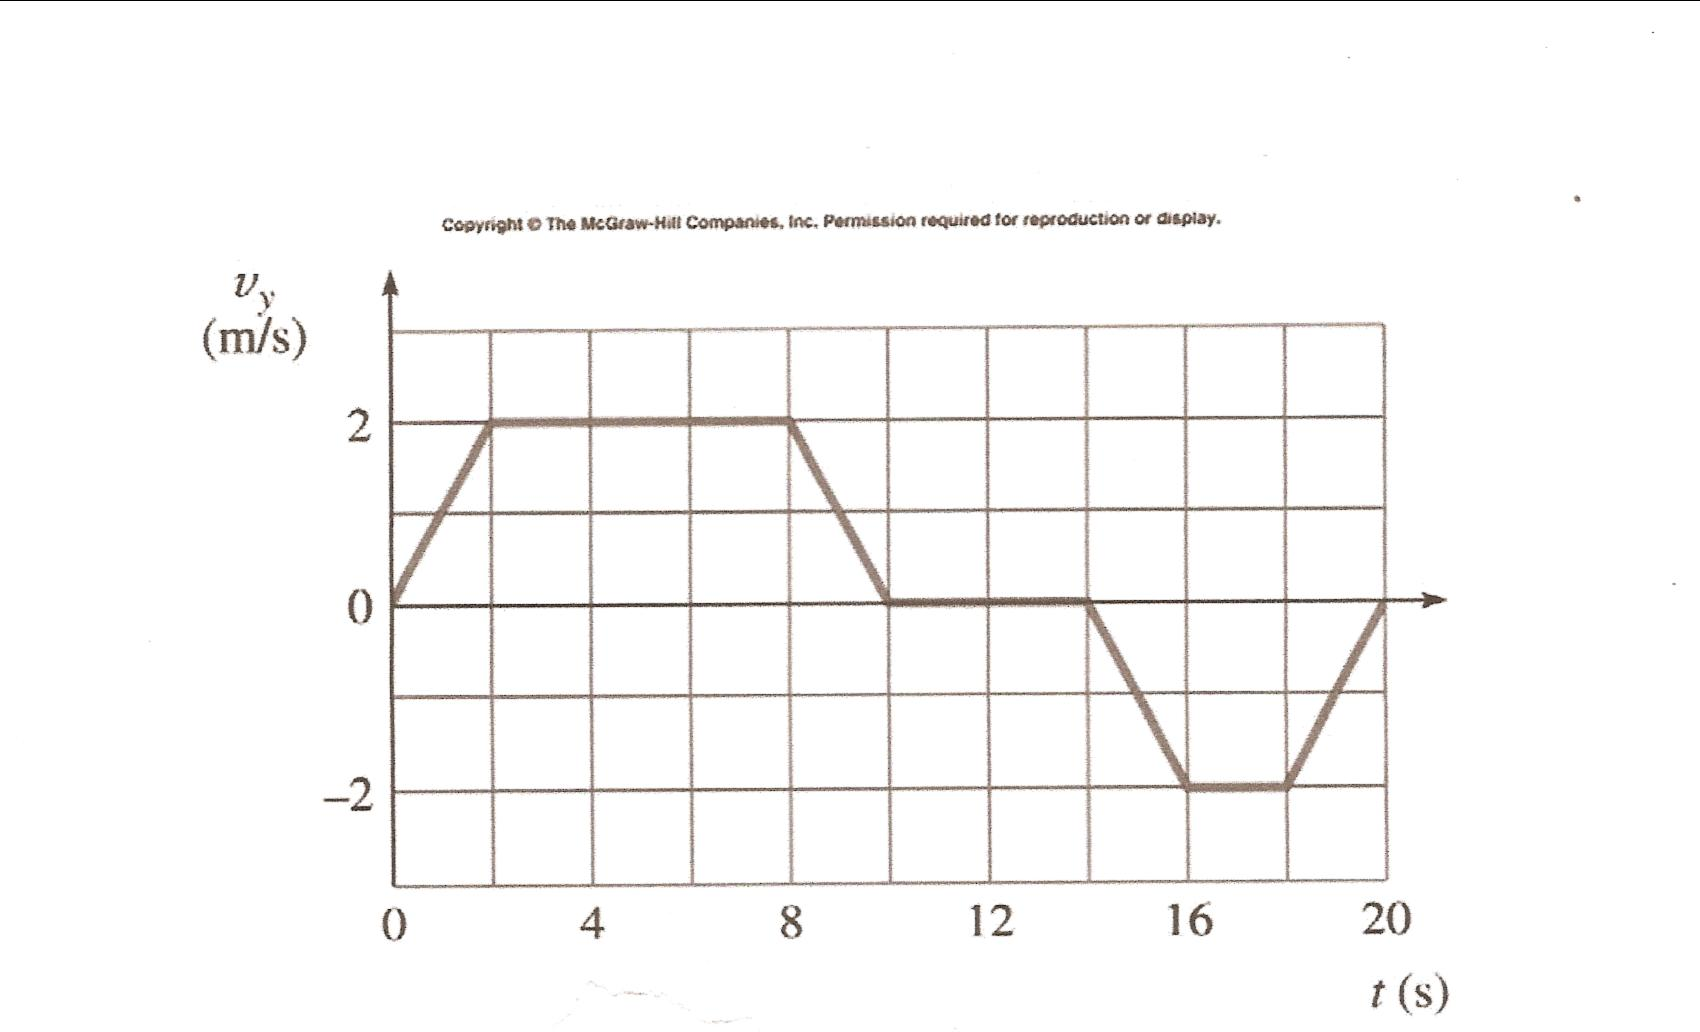 Copyright © The McGraw-Hill Companies, Inc. Permission required for reproduction or display.
v_y
(m/s)
2
0
–2
0 4 8 12 16 20
t (s)